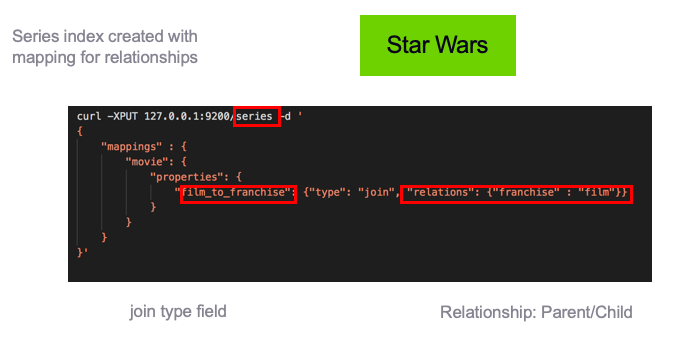 Series index created with
mapping for relationships
Star Wars
curl -XPUT 127.0.0.1:9200/series -d '
{
"mappings" : {
"movie": {
"properties": {
"film_to_franchise": {"type": "join", "relations": {"franchise" : "film"}}
}
}
}
}'
join type field
Relationship: Parent/Child